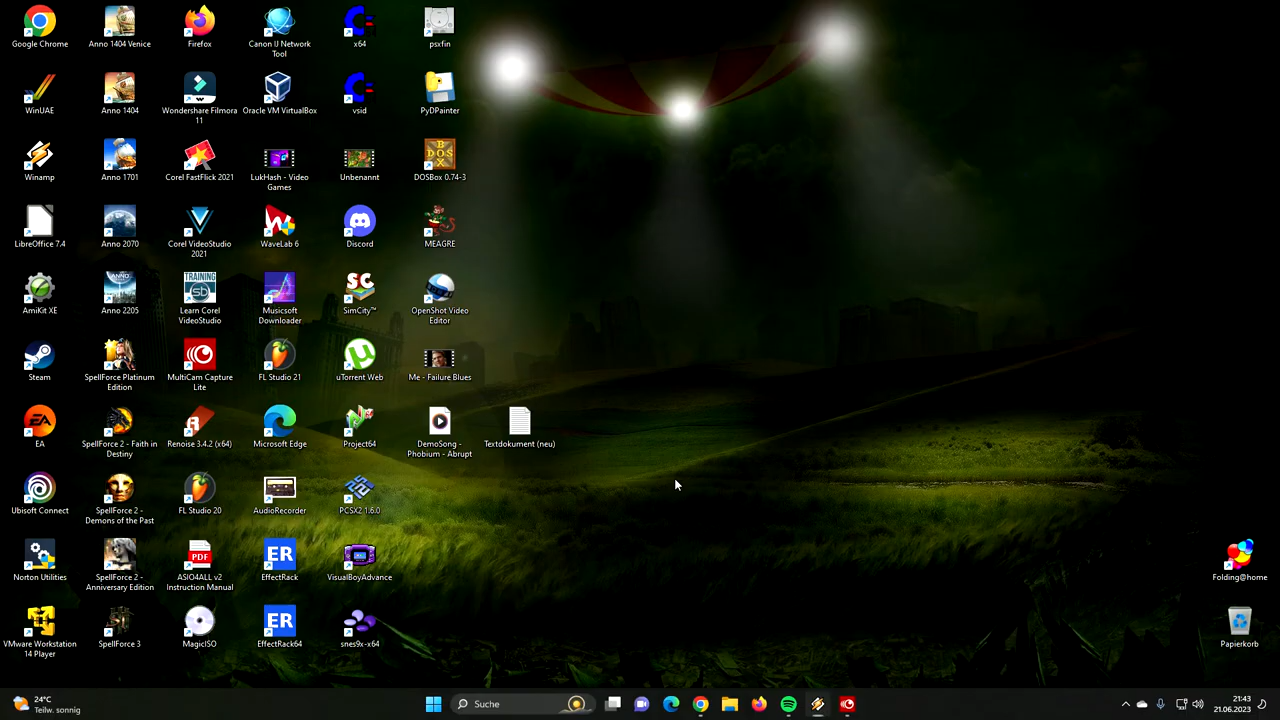 Google Chrome
Anno 1404 Venice
Firefox
Canon IJ Network
Tool
x64
psxfin
WinUAE
Anno 1404
Wondershare Filmora
11
Oracle VM VirtualBox
vsid
PyDPainter
Winamp
Anno 1701
Corel FastFlick 2021
LukHash - Video
Games
Unbenannt
DOSBox 0.74-3
LibreOffice 7.4
Anno 2070
Corel VideoStudio
2021
WaveLab 6
Discord
MEAGRE
AmiKit XE
Anno 2205
Learn Corel
VideoStudio
Musicsoft
Downloader
SimCity™
OpenShot Video
Editor
Steam
SpellForce Platinum
Edition
MultiCam Capture
Lite
FL Studio 21
uTorrent Web
Me - Failure Blues
EA
SpellForce 2 - Faith in
Destiny
Renoise 3.4.2 (x64)
Microsoft Edge
Project64
DemoSong -
Phobium - Abrupt
Textdokument (neu)
Ubisoft Connect
SpellForce 2 -
Demons of the Past
FL Studio 20
AudioRecorder
PCSX2 1.6.0
Norton Utilities
SpellForce 2 -
Anniversary Edition
ASIO4ALL v2
Instruction Manual
EffectRack
VisualBoyAdvance
Folding@home
VMware Workstation
14 Player
SpellForce 3
MagicISO
EffectRack64
snes9x-x64
Papierkorb
24°C
Teilw. sonnig
Suche
21:43
21.06.2023